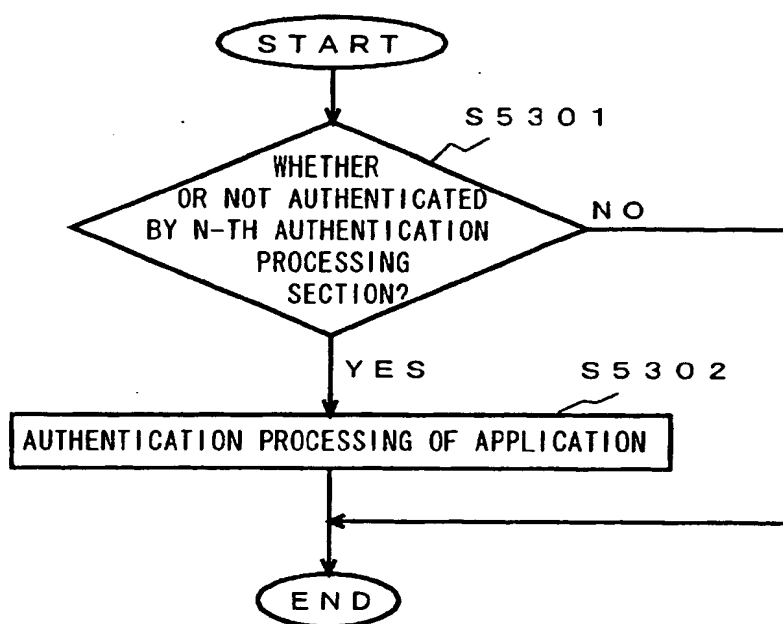 START
S5301
WHETHER
OR NOT AUTHENTICATED
BY N-TH AUTHENTICATION
PROCESSING
SECTION?
NO
YES
S5302
AUTHENTICATION PROCESSING OF APPLICATION
END